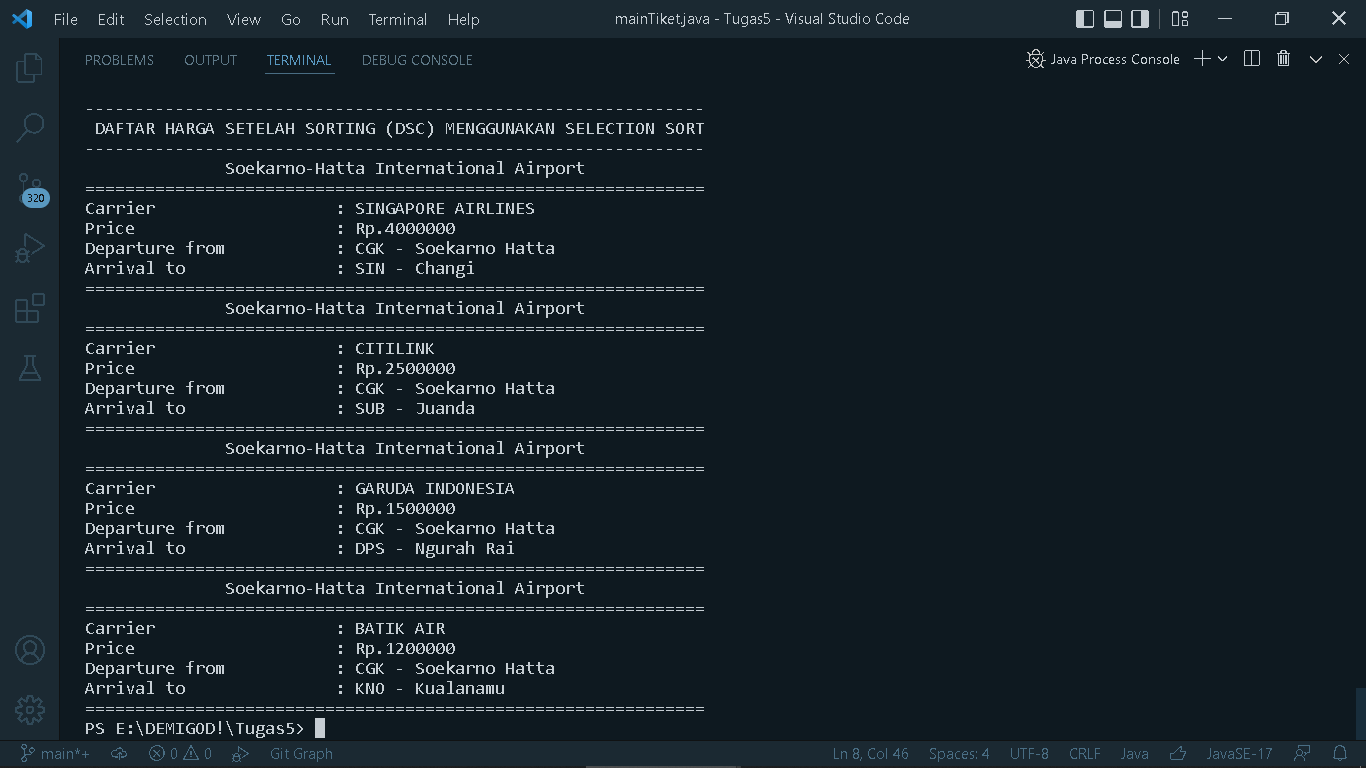 File Edit Selection View Go Run Terminal Help mainTiket.java - Tugas5 - Visual Studio Code
PROBLEMS OUTPUT TERMINAL DEBUG CONSOLE Java Process Console
--------------------------------------------------------------
DAFTAR HARGA SETELAH SORTING (DSC) MENGGUNAKAN SELECTION SORT
--------------------------------------------------------------
Soekarno-Hatta International Airport
==============================================================
Carrier : SINGAPORE AIRLINES
Price : Rp.4000000
Departure from : CGK - Soekarno Hatta
Arrival to : SIN - Changi
==============================================================
Soekarno-Hatta International Airport
==============================================================
Carrier : CITILINK
Price : Rp.2500000
Departure from : CGK - Soekarno Hatta
Arrival to : SUB - Juanda
==============================================================
Soekarno-Hatta International Airport
==============================================================
Carrier : GARUDA INDONESIA
Price : Rp.1500000
Departure from : CGK - Soekarno Hatta
Arrival to : DPS - Ngurah Rai
==============================================================
Soekarno-Hatta International Airport
==============================================================
Carrier : BATIK AIR
Price : Rp.1200000
Departure from : CGK - Soekarno Hatta
Arrival to : KNO - Kualanamu
==============================================================
PS E:\DEMIGOD!\Tugas5>
320
main*+ 0 0 Git Graph Ln 8, Col 46 Spaces: 4 UTF-8 CRLF Java JavaSE-17